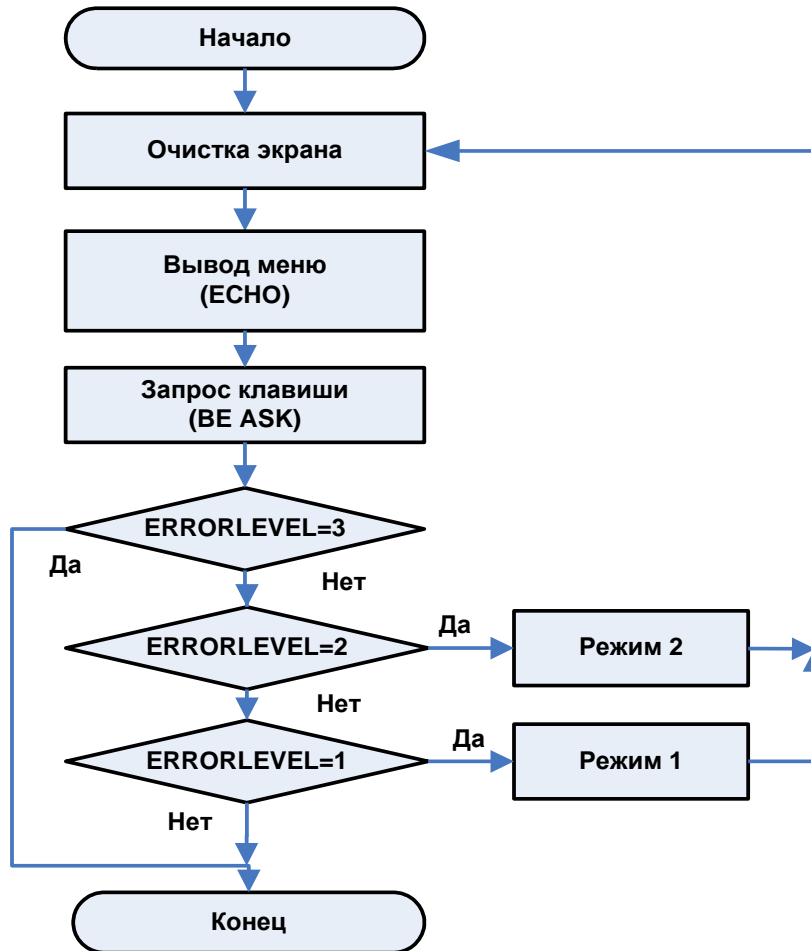 Начало
Очистка экрана
Вывод меню
(ECHO)
Запрос клавиши
(BE ASK)
ERRORLEVEL=3
Да
Нет
ERRORLEVEL=2
Да
Режим 2
Нет
ERRORLEVEL=1
Да
Режим 1
Нет
Конец